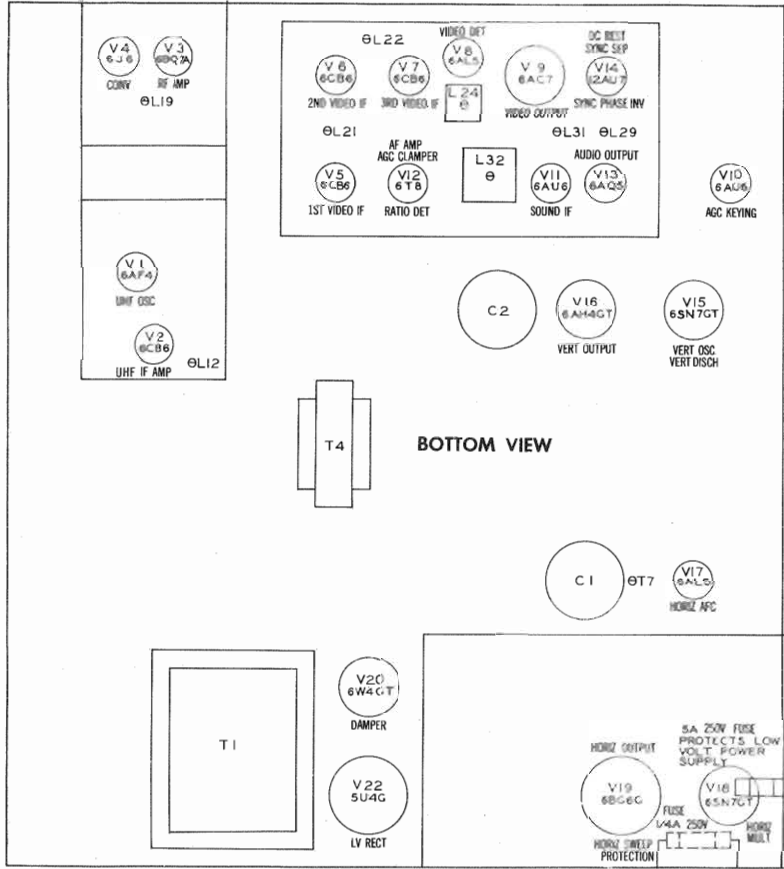 V4
6J6
CONV
V3
6BQ7A
RF AMP
ΘL19
ΘL22
V6
6CB6
2ND VIDEO IF
V7
6CB6
3RD VIDEO IF
VIDEO DET
V8
6AL5
L24
Θ
V9
6AC7
VIDEO OUTPUT
DC REST
SYNC SEP
V14
12AU7
SYNC PHASE INV
ΘL21
ΘL31 ΘL29
V5
6CB6
1ST VIDEO IF
AF AMP
AGC CLAMPER
V12
6T8
RATIO DET
L32
Θ
V11
6AU6
SOUND IF
AUDIO OUTPUT
V13
6AQ5
V10
6AU6
AGC KEYING
V1
6AF4
UHF OSC
V2
6CB6
UHF IF AMP
ΘL12
C2
V16
6AH4GT
VERT OUTPUT
V15
6SN7GT
VERT OSC
VERT DISCH
T4
BOTTOM VIEW
C1
ΘT7
V17
6AL5
HORIZ AFC
T1
V20
6W4GT
DAMPER
V22
5U4G
LV RECT
HORIZ OUTPUT
V19
6BG6G
HORIZ SWEEP
PROTECTION
5A 250V FUSE
PROTECTS LOW
VOLT POWER
SUPPLY
V18
6SN7GT
HORIZ
MULT
FUSE
1/4A 250V